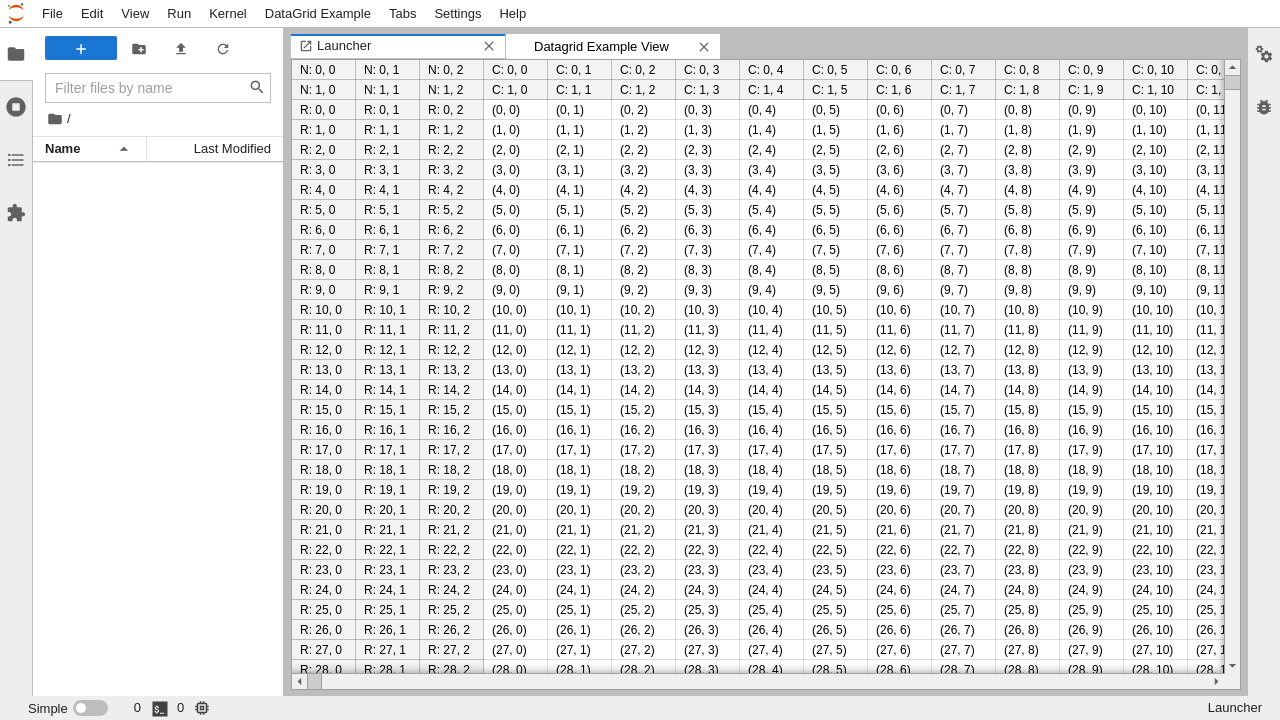 File Edit View Run Kernel DataGrid Example Tabs Settings Help
Launcher Datagrid Example View
Filter files by name
/
Name Last Modified
N: 0, 0 N: 0, 1 N: 0, 2 C: 0, 0 C: 0, 1 C: 0, 2 C: 0, 3 C: 0, 4 C: 0, 5 C: 0, 6 C: 0, 7 C: 0, 8 C: 0, 9 C: 0, 10 C: 0,
N: 1, 0 N: 1, 1 N: 1, 2 C: 1, 0 C: 1, 1 C: 1, 2 C: 1, 3 C: 1, 4 C: 1, 5 C: 1, 6 C: 1, 7 C: 1, 8 C: 1, 9 C: 1, 10 C: 1,
R: 0, 0 R: 0, 1 R: 0, 2 (0, 0) (0, 1) (0, 2) (0, 3) (0, 4) (0, 5) (0, 6) (0, 7) (0, 8) (0, 9) (0, 10) (0, 11
R: 1, 0 R: 1, 1 R: 1, 2 (1, 0) (1, 1) (1, 2) (1, 3) (1, 4) (1, 5) (1, 6) (1, 7) (1, 8) (1, 9) (1, 10) (1, 11
R: 2, 0 R: 2, 1 R: 2, 2 (2, 0) (2, 1) (2, 2) (2, 3) (2, 4) (2, 5) (2, 6) (2, 7) (2, 8) (2, 9) (2, 10) (2, 11
R: 3, 0 R: 3, 1 R: 3, 2 (3, 0) (3, 1) (3, 2) (3, 3) (3, 4) (3, 5) (3, 6) (3, 7) (3, 8) (3, 9) (3, 10) (3, 11
R: 4, 0 R: 4, 1 R: 4, 2 (4, 0) (4, 1) (4, 2) (4, 3) (4, 4) (4, 5) (4, 6) (4, 7) (4, 8) (4, 9) (4, 10) (4, 11
R: 5, 0 R: 5, 1 R: 5, 2 (5, 0) (5, 1) (5, 2) (5, 3) (5, 4) (5, 5) (5, 6) (5, 7) (5, 8) (5, 9) (5, 10) (5, 11
R: 6, 0 R: 6, 1 R: 6, 2 (6, 0) (6, 1) (6, 2) (6, 3) (6, 4) (6, 5) (6, 6) (6, 7) (6, 8) (6, 9) (6, 10) (6, 11
R: 7, 0 R: 7, 1 R: 7, 2 (7, 0) (7, 1) (7, 2) (7, 3) (7, 4) (7, 5) (7, 6) (7, 7) (7, 8) (7, 9) (7, 10) (7, 11
R: 8, 0 R: 8, 1 R: 8, 2 (8, 0) (8, 1) (8, 2) (8, 3) (8, 4) (8, 5) (8, 6) (8, 7) (8, 8) (8, 9) (8, 10) (8, 11
R: 9, 0 R: 9, 1 R: 9, 2 (9, 0) (9, 1) (9, 2) (9, 3) (9, 4) (9, 5) (9, 6) (9, 7) (9, 8) (9, 9) (9, 10) (9, 11
R: 10, 0 R: 10, 1 R: 10, 2 (10, 0) (10, 1) (10, 2) (10, 3) (10, 4) (10, 5) (10, 6) (10, 7) (10, 8) (10, 9) (10, 10) (10, 1
R: 11, 0 R: 11, 1 R: 11, 2 (11, 0) (11, 1) (11, 2) (11, 3) (11, 4) (11, 5) (11, 6) (11, 7) (11, 8) (11, 9) (11, 10) (11, 1
R: 12, 0 R: 12, 1 R: 12, 2 (12, 0) (12, 1) (12, 2) (12, 3) (12, 4) (12, 5) (12, 6) (12, 7) (12, 8) (12, 9) (12, 10) (12, 1
R: 13, 0 R: 13, 1 R: 13, 2 (13, 0) (13, 1) (13, 2) (13, 3) (13, 4) (13, 5) (13, 6) (13, 7) (13, 8) (13, 9) (13, 10) (13, 1
R: 14, 0 R: 14, 1 R: 14, 2 (14, 0) (14, 1) (14, 2) (14, 3) (14, 4) (14, 5) (14, 6) (14, 7) (14, 8) (14, 9) (14, 10) (14, 1
R: 15, 0 R: 15, 1 R: 15, 2 (15, 0) (15, 1) (15, 2) (15, 3) (15, 4) (15, 5) (15, 6) (15, 7) (15, 8) (15, 9) (15, 10) (15, 1
R: 16, 0 R: 16, 1 R: 16, 2 (16, 0) (16, 1) (16, 2) (16, 3) (16, 4) (16, 5) (16, 6) (16, 7) (16, 8) (16, 9) (16, 10) (16, 1
R: 17, 0 R: 17, 1 R: 17, 2 (17, 0) (17, 1) (17, 2) (17, 3) (17, 4) (17, 5) (17, 6) (17, 7) (17, 8) (17, 9) (17, 10) (17, 1
R: 18, 0 R: 18, 1 R: 18, 2 (18, 0) (18, 1) (18, 2) (18, 3) (18, 4) (18, 5) (18, 6) (18, 7) (18, 8) (18, 9) (18, 10) (18, 1
R: 19, 0 R: 19, 1 R: 19, 2 (19, 0) (19, 1) (19, 2) (19, 3) (19, 4) (19, 5) (19, 6) (19, 7) (19, 8) (19, 9) (19, 10) (19, 1
R: 20, 0 R: 20, 1 R: 20, 2 (20, 0) (20, 1) (20, 2) (20, 3) (20, 4) (20, 5) (20, 6) (20, 7) (20, 8) (20, 9) (20, 10) (20, 1
R: 21, 0 R: 21, 1 R: 21, 2 (21, 0) (21, 1) (21, 2) (21, 3) (21, 4) (21, 5) (21, 6) (21, 7) (21, 8) (21, 9) (21, 10) (21, 1
R: 22, 0 R: 22, 1 R: 22, 2 (22, 0) (22, 1) (22, 2) (22, 3) (22, 4) (22, 5) (22, 6) (22, 7) (22, 8) (22, 9) (22, 10) (22, 1
R: 23, 0 R: 23, 1 R: 23, 2 (23, 0) (23, 1) (23, 2) (23, 3) (23, 4) (23, 5) (23, 6) (23, 7) (23, 8) (23, 9) (23, 10) (23, 1
R: 24, 0 R: 24, 1 R: 24, 2 (24, 0) (24, 1) (24, 2) (24, 3) (24, 4) (24, 5) (24, 6) (24, 7) (24, 8) (24, 9) (24, 10) (24, 1
R: 25, 0 R: 25, 1 R: 25, 2 (25, 0) (25, 1) (25, 2) (25, 3) (25, 4) (25, 5) (25, 6) (25, 7) (25, 8) (25, 9) (25, 10) (25, 1
R: 26, 0 R: 26, 1 R: 26, 2 (26, 0) (26, 1) (26, 2) (26, 3) (26, 4) (26, 5) (26, 6) (26, 7) (26, 8) (26, 9) (26, 10) (26, 1
R: 27, 0 R: 27, 1 R: 27, 2 (27, 0) (27, 1) (27, 2) (27, 3) (27, 4) (27, 5) (27, 6) (27, 7) (27, 8) (27, 9) (27, 10) (27, 1
R: 28, 0 R: 28, 1 R: 28, 2 (28, 0) (28, 1) (28, 2) (28, 3) (28, 4) (28, 5) (28, 6) (28, 7) (28, 8) (28, 9) (28, 10) (28, 1
Simple 0 0 Launcher